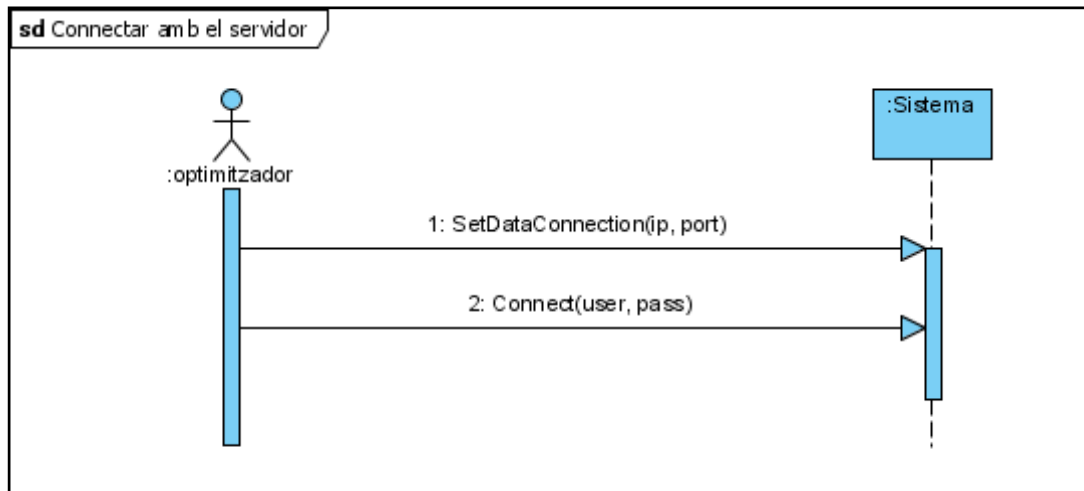 sd Connectar amb el servidor
:optimitzador
:Sistema
1: SetDataConnection(ip, port)
2: Connect(user, pass)